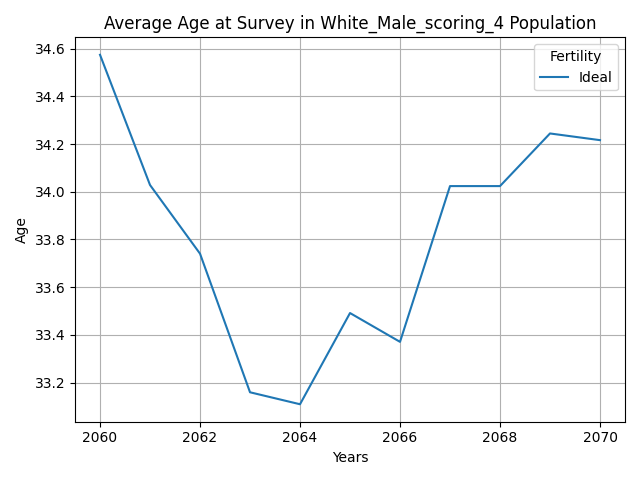 Average Age at Survey in White_Male_scoring_4 Population
Fertility
Ideal
Age
34.6
34.4
34.2
34.0
33.8
33.6
33.4
33.2
2060
2062
2064
2066
2068
2070
Years